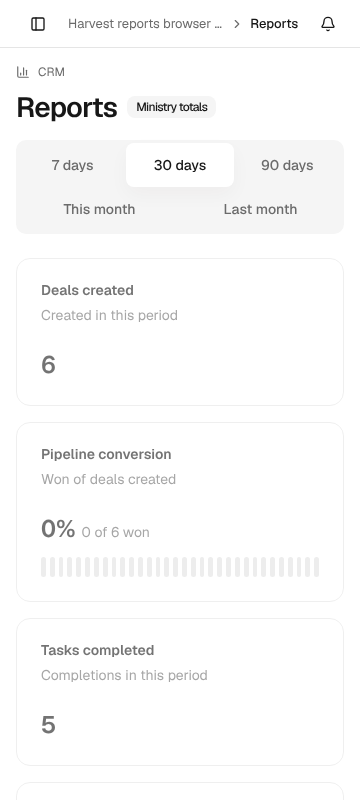 Harvest reports browser ... > Reports
CRM
Reports Ministry totals
7 days 30 days 90 days
This month Last month
Deals created
Created in this period
6
Pipeline conversion
Won of deals created
0% 0 of 6 won
Tasks completed
Completions in this period
5